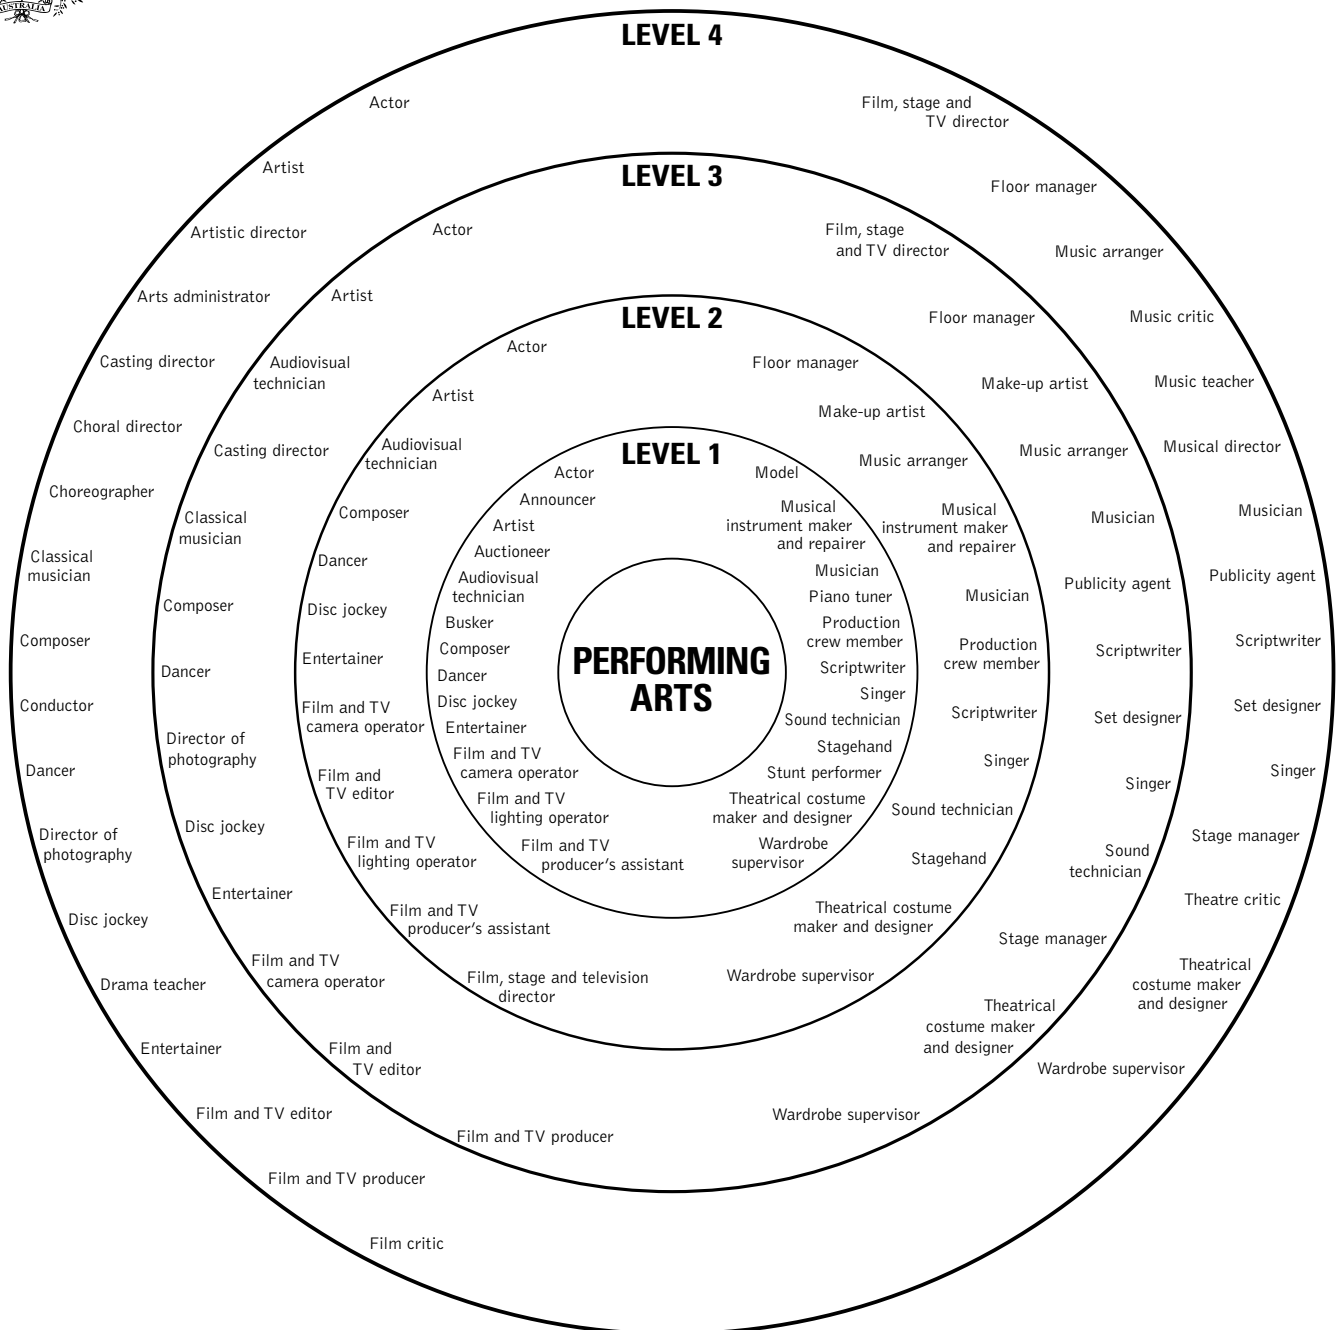 AUSTRALIA
LEVEL 4
Actor
Artist
Artistic director
Arts administrator
Casting director
Choral director
Choreographer
Classical
musician
Composer
Conductor
Dancer
Director of
photography
Disc jockey
Drama teacher
Entertainer
Film and TV editor
Film and TV producer
Film critic
Film, stage and
TV director
Floor manager
Music arranger
Music critic
Music teacher
Musical director
Musician
Publicity agent
Scriptwriter
Set designer
Singer
Stage manager
Theatre critic
Theatrical
costume maker
and designer
Wardrobe supervisor
LEVEL 3
Actor
Artist
Audiovisual
technician
Casting director
Classical
musician
Composer
Dancer
Director of
photography
Disc jockey
Entertainer
Film and TV
camera operator
Film and
TV editor
Film and TV producer
Film, stage
and TV director
Floor manager
Make-up artist
Music arranger
Musician
Publicity agent
Scriptwriter
Set designer
Singer
Sound
technician
Stage manager
Theatrical
costume maker
and designer
Wardrobe supervisor
LEVEL 2
Actor
Artist
Audiovisual
technician
Composer
Dancer
Disc jockey
Entertainer
Film and TV
camera operator
Film and
TV editor
Film and TV
lighting operator
Film and TV
producer's assistant
Film, stage and television
director
Floor manager
Make-up artist
Music arranger
Musical
instrument maker
and repairer
Musician
Production
crew member
Scriptwriter
Singer
Sound technician
Stagehand
Theatrical costume
maker and designer
Wardrobe supervisor
LEVEL 1
Actor
Announcer
Artist
Auctioneer
Audiovisual
technician
Busker
Composer
Dancer
Disc jockey
Entertainer
Film and TV
camera operator
Film and TV
lighting operator
Film and TV
producer's assistant
Model
Musical
instrument maker
and repairer
Musician
Piano tuner
Production
crew member
Scriptwriter
Singer
Sound technician
Stagehand
Stunt performer
Theatrical costume
maker and designer
Wardrobe
supervisor
PERFORMING
ARTS